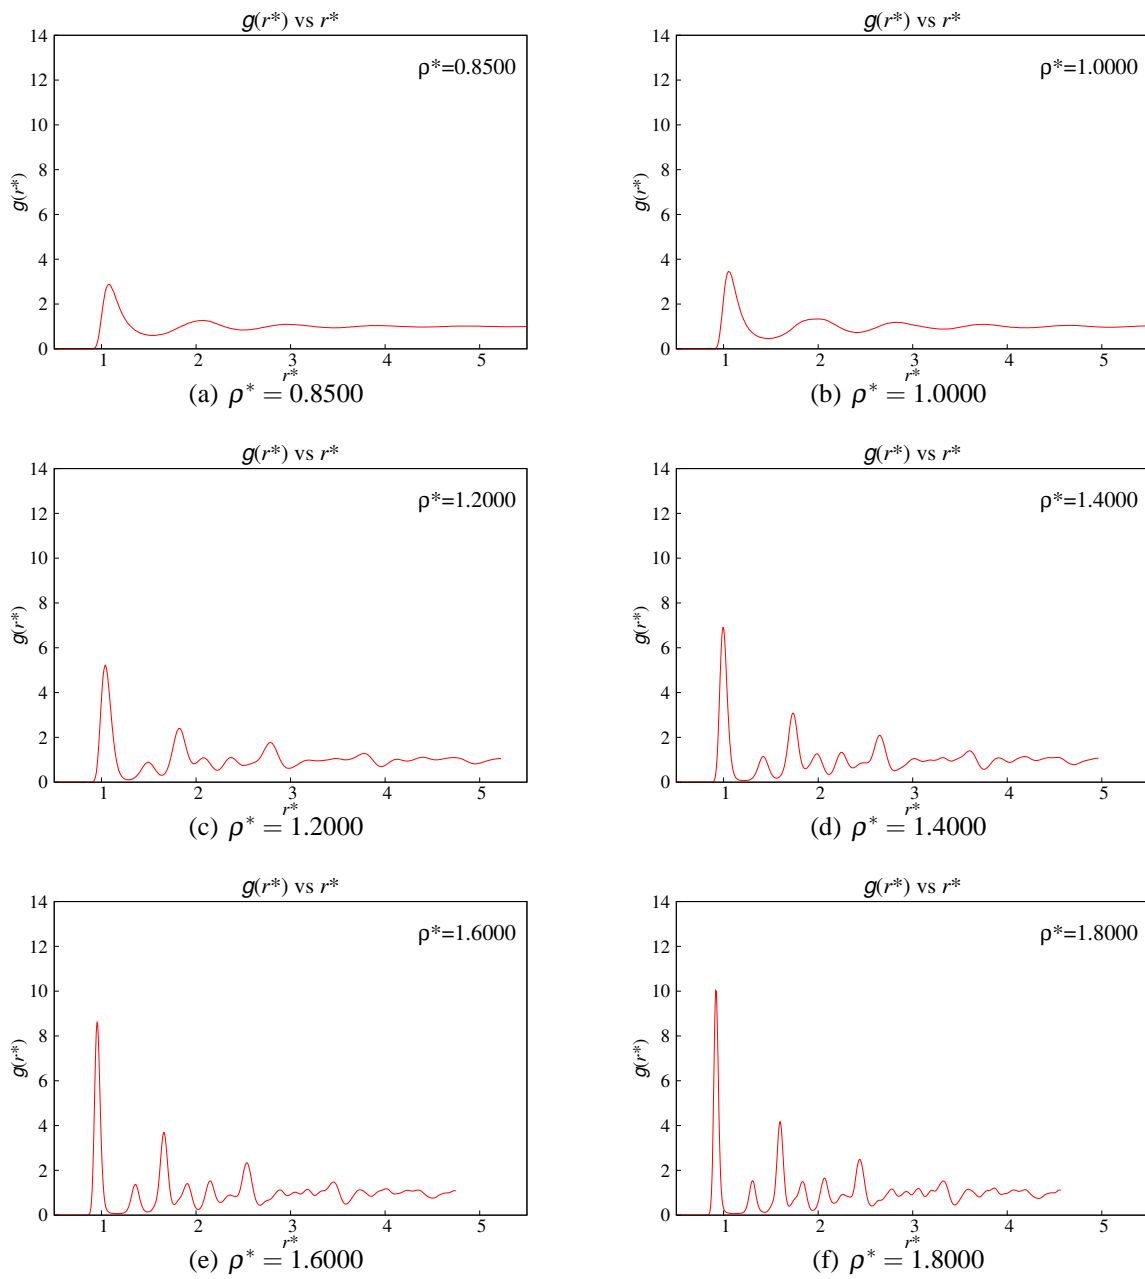 g(r*) vs r*
ρ*=0.8500
14
12
10
8
6
4
2
0
g(r*)
1 2 3 4 5
r*
(a) ρ* = 0.8500
g(r*) vs r*
ρ*=1.0000
14
12
10
8
6
4
2
0
g(r*)
1 2 3 4 5
r*
(b) ρ* = 1.0000
g(r*) vs r*
ρ*=1.2000
14
12
10
8
6
4
2
0
g(r*)
1 2 3 4 5
r*
(c) ρ* = 1.2000
g(r*) vs r*
ρ*=1.4000
14
12
10
8
6
4
2
0
g(r*)
1 2 3 4 5
r*
(d) ρ* = 1.4000
g(r*) vs r*
ρ*=1.6000
14
12
10
8
6
4
2
0
g(r*)
1 2 3 4 5
r*
(e) ρ* = 1.6000
g(r*) vs r*
ρ*=1.8000
14
12
10
8
6
4
2
0
g(r*)
1 2 3 4 5
r*
(f) ρ* = 1.8000